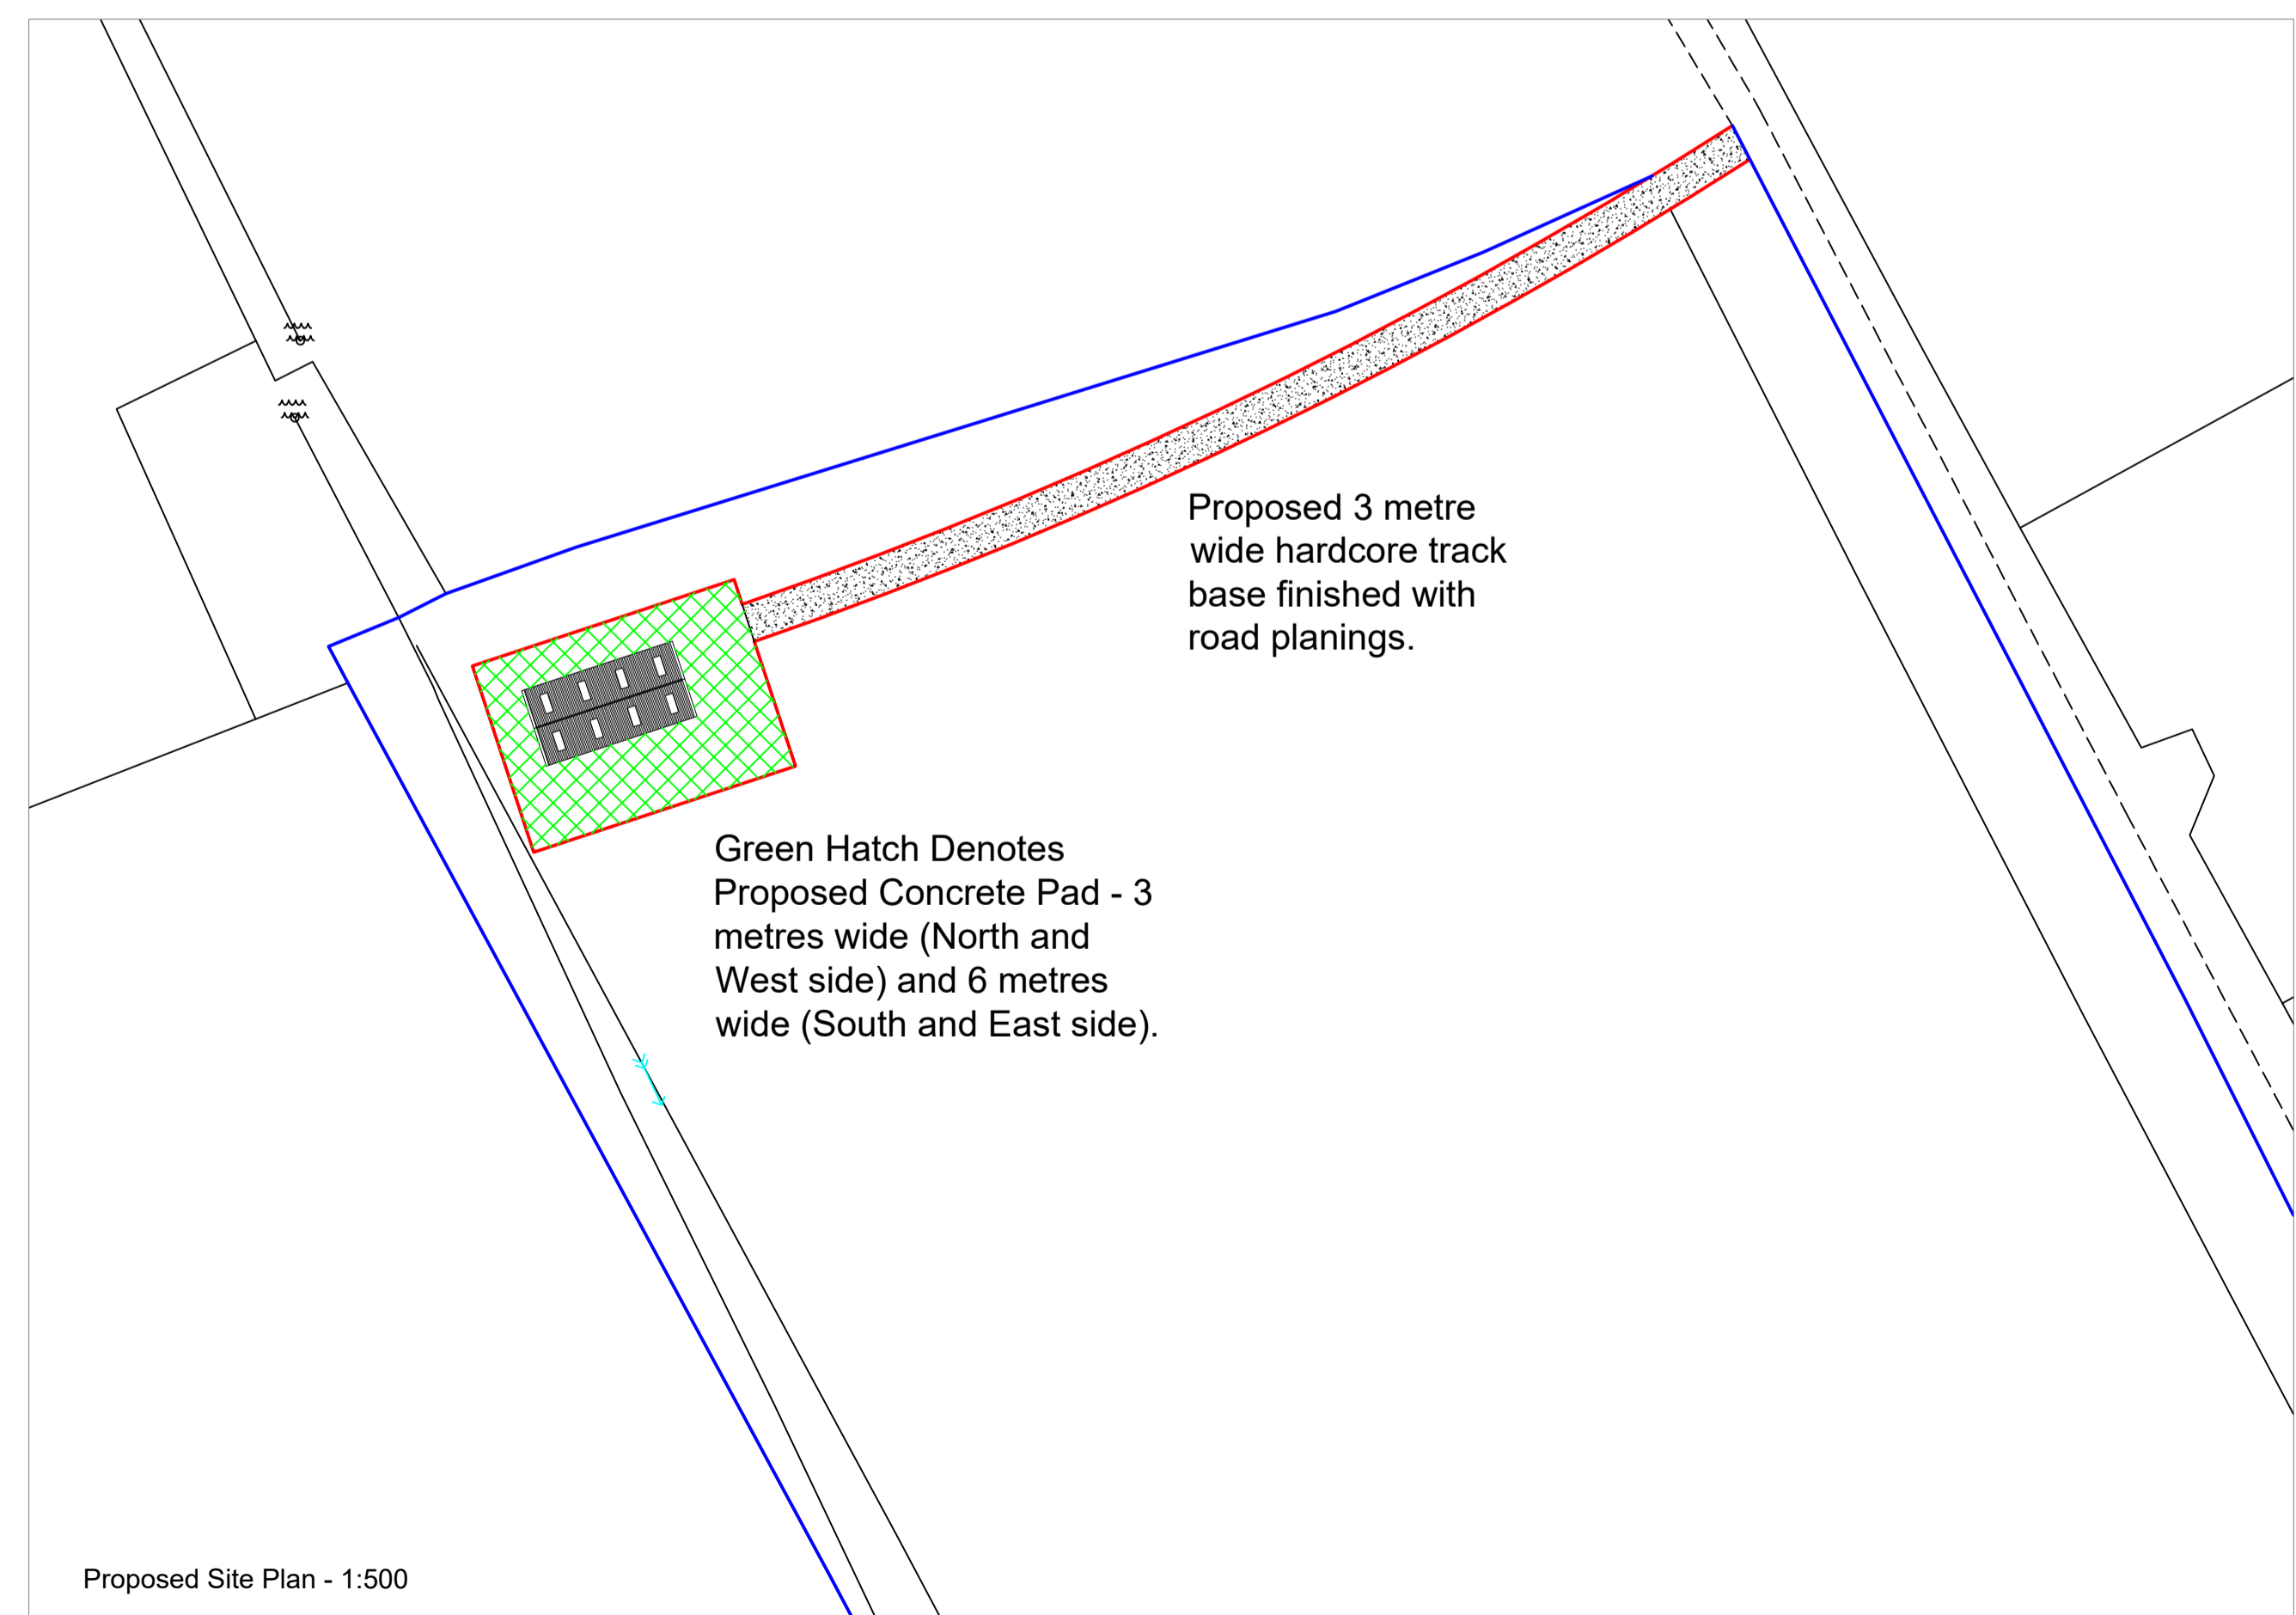 Proposed 3 metre
wide hardcore track
base finished with
road planings.
Green Hatch Denotes
Proposed Concrete Pad - 3
metres wide (North and
West side) and 6 metres
wide (South and East side).
Proposed Site Plan - 1:500